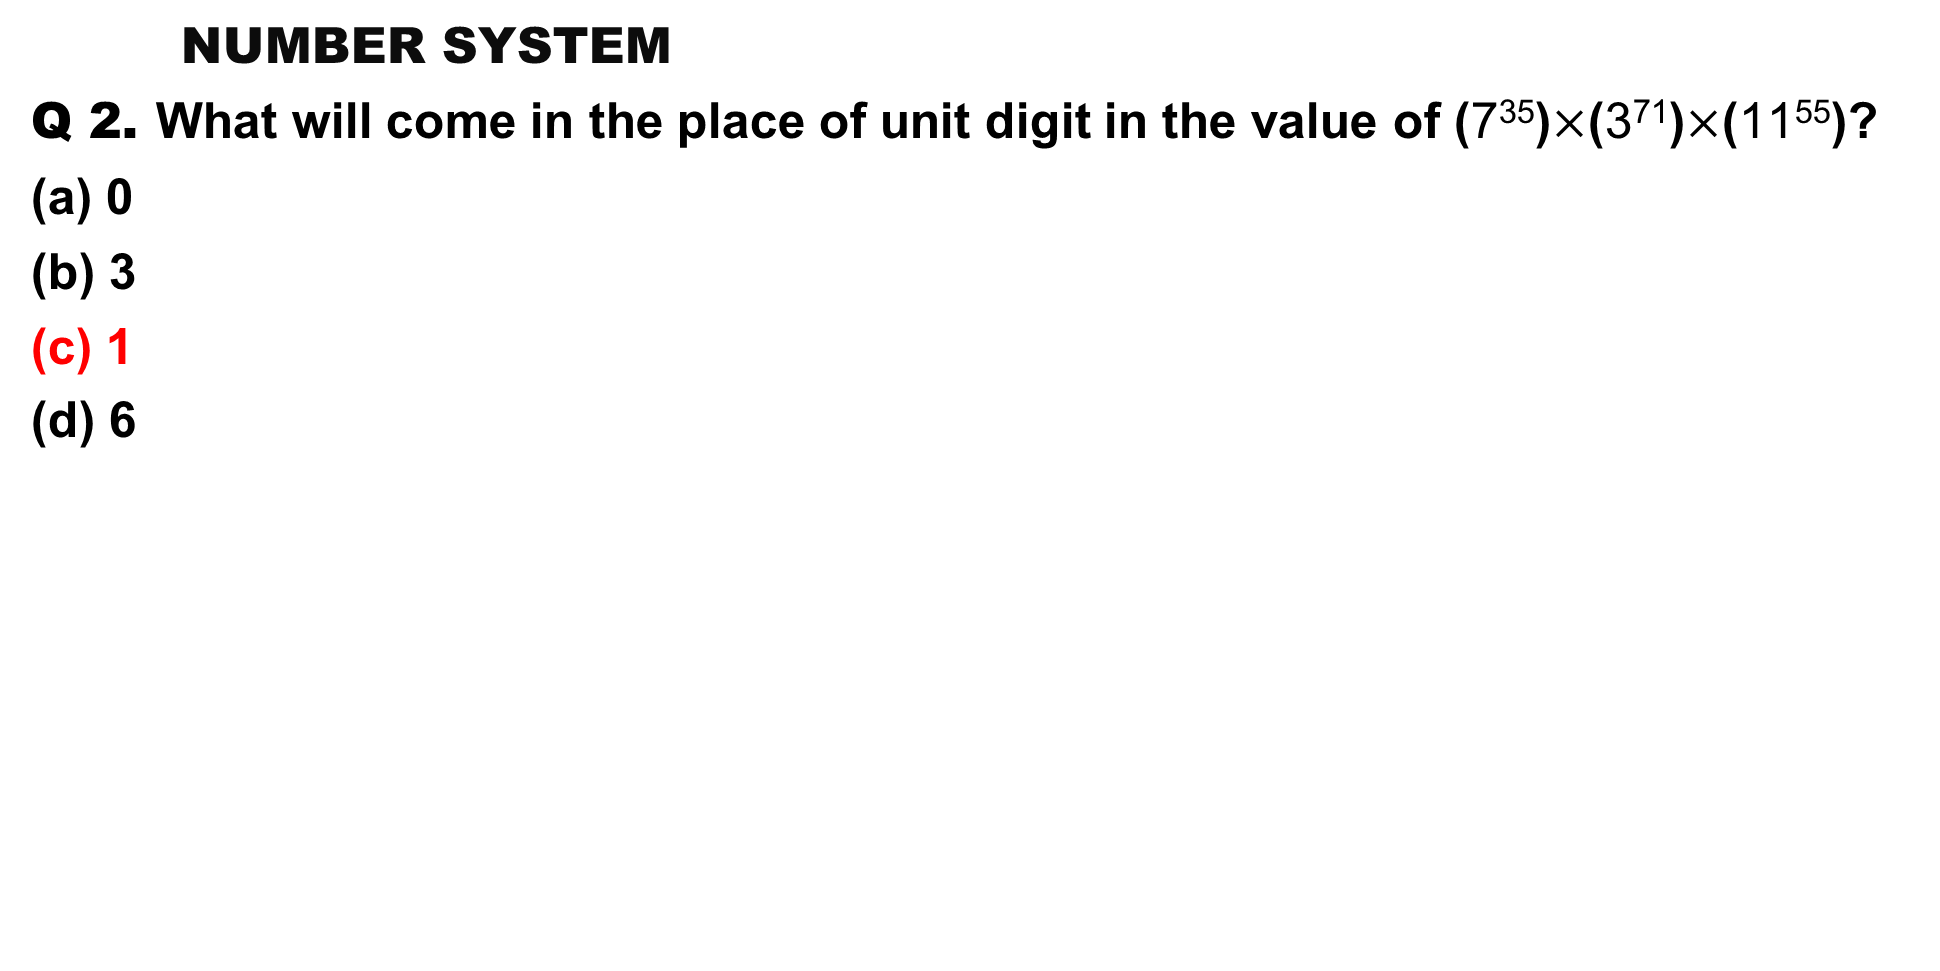 NUMBER SYSTEM
Q 2. What will come in the place of unit digit in the value of (7³⁵)×(3⁷¹)×(11⁵⁵)?
(a) 0
(b) 3
(c) 1
(d) 6